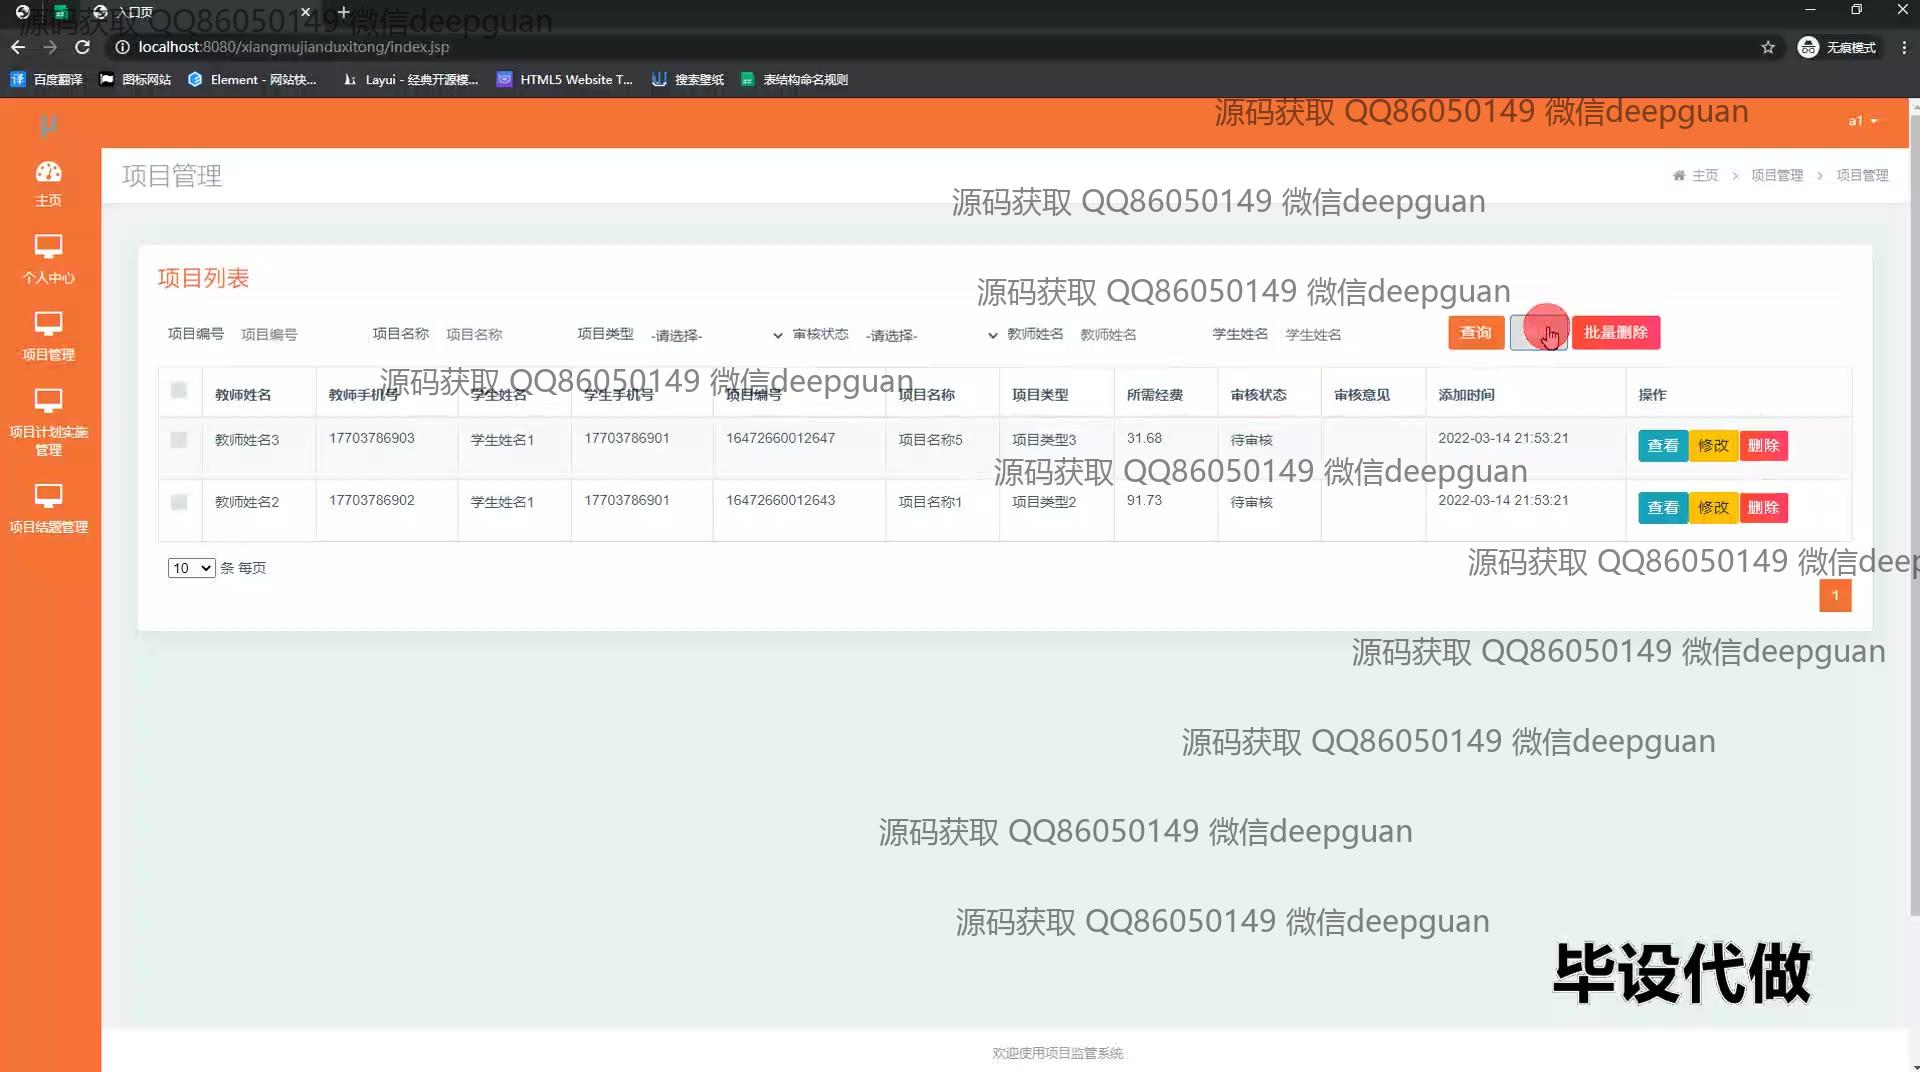 入口页
源码获取 QQ86050149 微信deepguan
localhost:8080/xiangmujianduxitong/index.jsp
无痕模式
百度翻译 图标网站 Element - 网站快... Layui - 经典开源模... HTML5 Website T... 搜索壁纸 表结构命名规则
源码获取 QQ86050149 微信deepguan
a1
μ
主页
个人中心
项目管理
项目计划实施
管理
项目结题管理
项目管理
主页 > 项目管理 > 项目管理
源码获取 QQ86050149 微信deepguan
项目列表
源码获取 QQ86050149 微信deepguan
项目编号 项目编号 项目名称 项目名称 项目类型 -请选择- 审核状态 -请选择- 教师姓名 教师姓名 学生姓名 学生姓名 查询 批量删除
源码获取 QQ86050149 微信deepguan
教师姓名 教师手机号 学生姓名 学生手机号 项目编号 项目名称 项目类型 所需经费 审核状态 审核意见 添加时间 操作
教师姓名3 17703786903 学生姓名1 17703786901 16472660012647 项目名称5 项目类型3 31.68 待审核 2022-03-14 21:53:21 查看 修改 删除
源码获取 QQ86050149 微信deepguan
教师姓名2 17703786902 学生姓名1 17703786901 16472660012643 项目名称1 项目类型2 91.73 待审核 2022-03-14 21:53:21 查看 修改 删除
10 条 每页
源码获取 QQ86050149 微信deep
1
源码获取 QQ86050149 微信deepguan
源码获取 QQ86050149 微信deepguan
源码获取 QQ86050149 微信deepguan
源码获取 QQ86050149 微信deepguan
毕设代做
欢迎使用项目监管系统